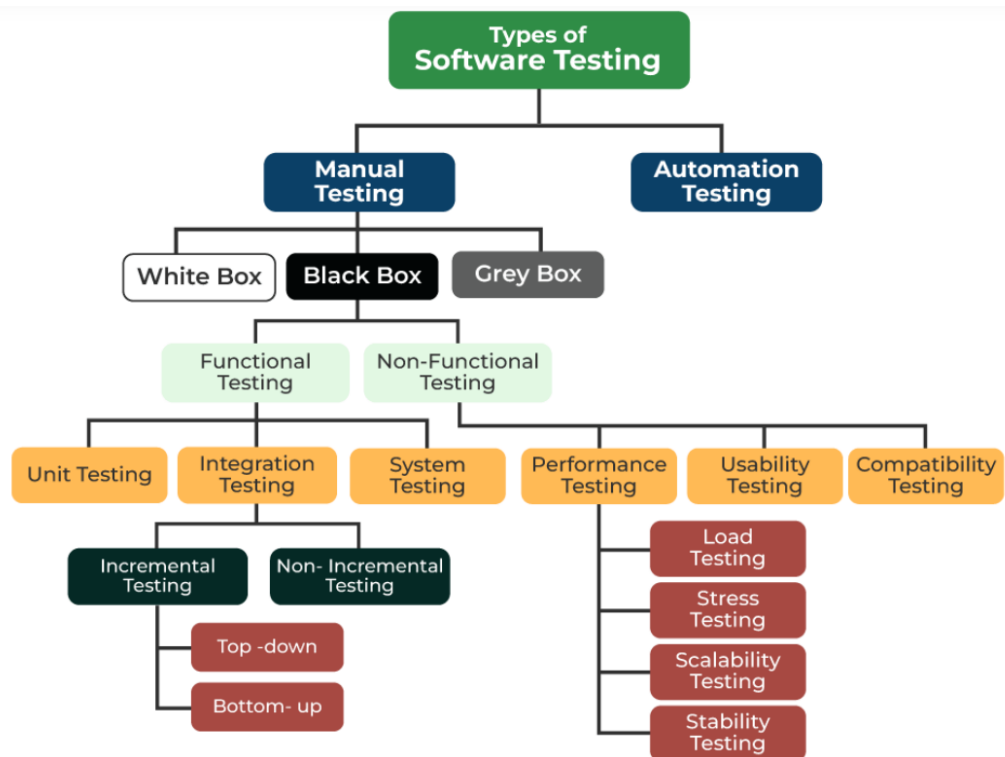 Types of
Software Testing
Manual
Testing
Automation
Testing
White Box
Black Box
Grey Box
Functional
Testing
Non-Functional
Testing
Unit Testing
Integration
Testing
System
Testing
Performance
Testing
Usability
Testing
Compatibility
Testing
Incremental
Testing
Non- Incremental
Testing
Load
Testing
Stress
Testing
Top -down
Scalability
Testing
Bottom- up
Stability
Testing